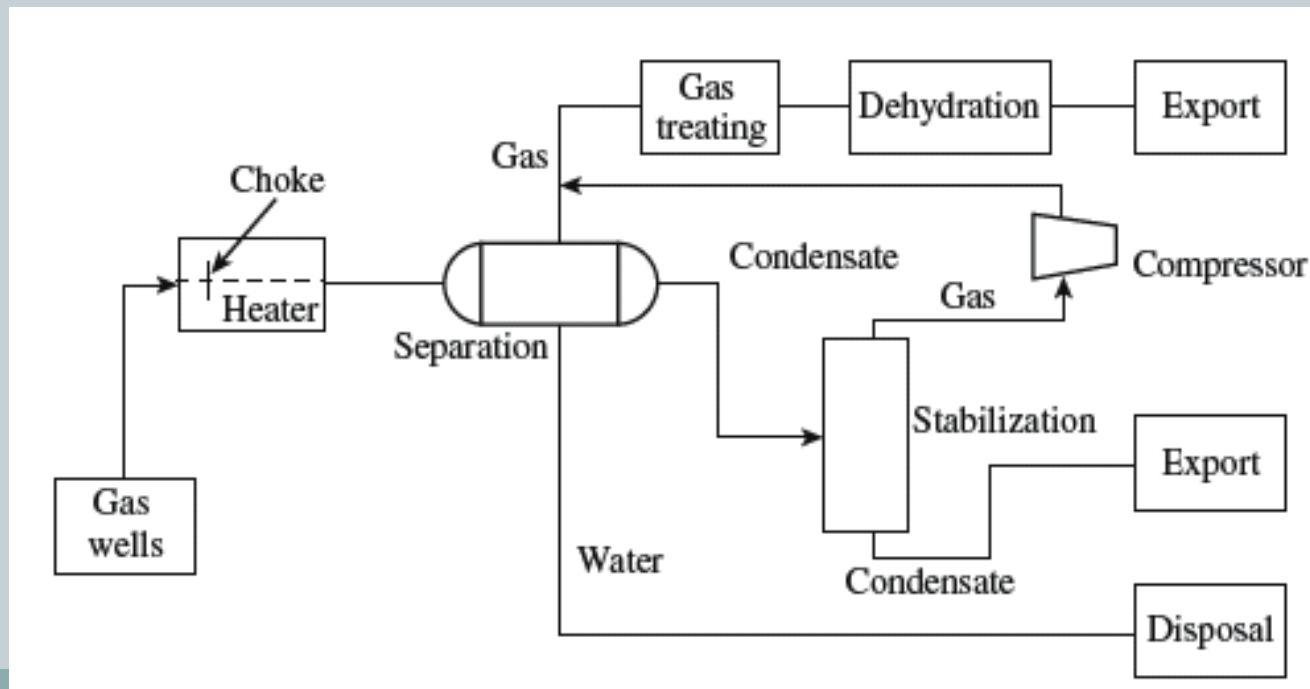 Gas
treating
Dehydration
Export
Gas
Choke
Condensate
Compressor
Heater
Gas
Separation
Stabilization
Export
Gas
wells
Water
Condensate
Disposal